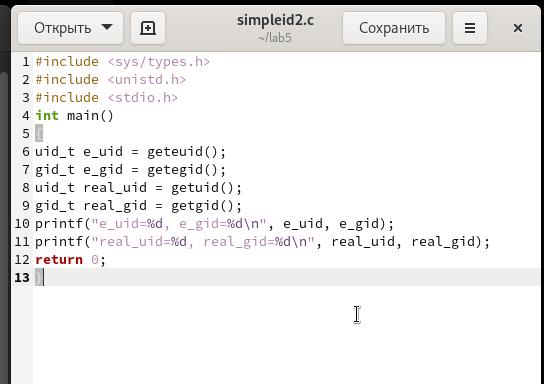 Открыть
simpleid2.c
~/lab5
Сохранить
1 #include <sys/types.h>
2 #include <unistd.h>
3 #include <stdio.h>
4 int main()
5 {
6 uid_t e_uid = geteuid();
7 gid_t e_gid = getegid();
8 uid_t real_uid = getuid();
9 gid_t real_gid = getgid();
10 printf("e_uid=%d, e_gid=%d\n", e_uid, e_gid);
11 printf("real_uid=%d, real_gid=%d\n", real_uid, real_gid);
12 return 0;
13 }